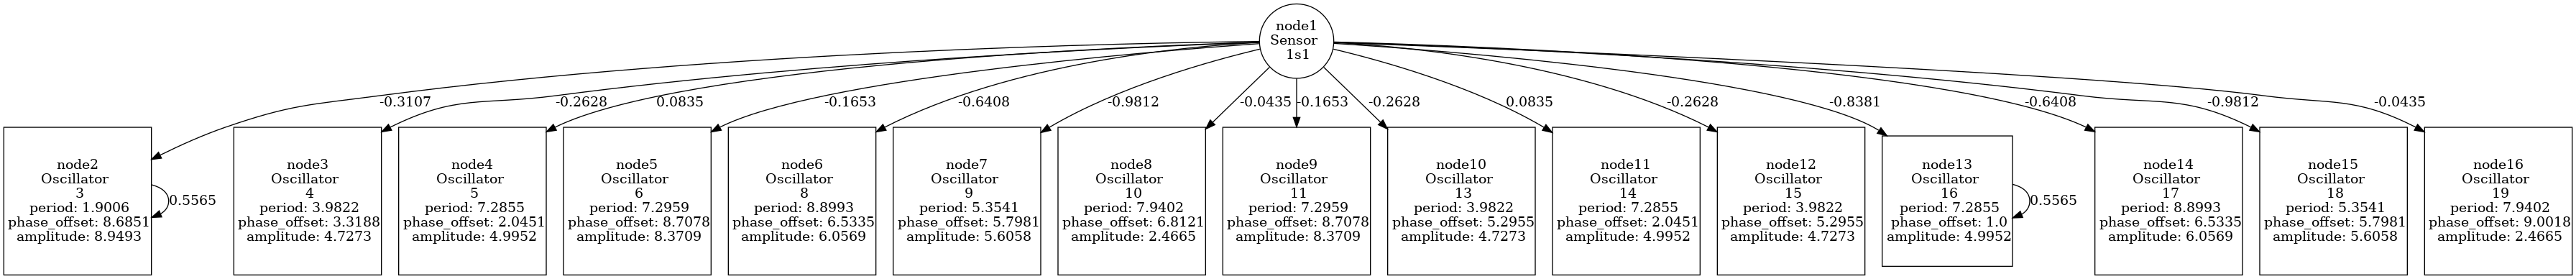 node1
Sensor
1s1
-0.3107
-0.2628
0.0835
-0.1653
-0.6408
-0.9812
-0.0435
-0.1653
-0.2628
0.0835
-0.2628
-0.8381
-0.6408
-0.9812
-0.0435
node2
Oscillator
3
period: 1.9006
phase_offset: 8.6851
amplitude: 8.9493
0.5565
node3
Oscillator
4
period: 3.9822
phase_offset: 3.3188
amplitude: 4.7273
node4
Oscillator
5
period: 7.2855
phase_offset: 2.0451
amplitude: 4.9952
node5
Oscillator
6
period: 7.2959
phase_offset: 8.7078
amplitude: 8.3709
node6
Oscillator
8
period: 8.8993
phase_offset: 6.5335
amplitude: 6.0569
node7
Oscillator
9
period: 5.3541
phase_offset: 5.7981
amplitude: 5.6058
node8
Oscillator
10
period: 7.9402
phase_offset: 6.8121
amplitude: 2.4665
node9
Oscillator
11
period: 7.2959
phase_offset: 8.7078
amplitude: 8.3709
node10
Oscillator
13
period: 3.9822
phase_offset: 5.2955
amplitude: 4.7273
node11
Oscillator
14
period: 7.2855
phase_offset: 2.0451
amplitude: 4.9952
node12
Oscillator
15
period: 3.9822
phase_offset: 5.2955
amplitude: 4.7273
node13
Oscillator
16
period: 7.2855
phase_offset: 1.0
amplitude: 4.9952
0.5565
node14
Oscillator
17
period: 8.8993
phase_offset: 6.5335
amplitude: 6.0569
node15
Oscillator
18
period: 5.3541
phase_offset: 5.7981
amplitude: 5.6058
node16
Oscillator
19
period: 7.9402
phase_offset: 9.0018
amplitude: 2.4665